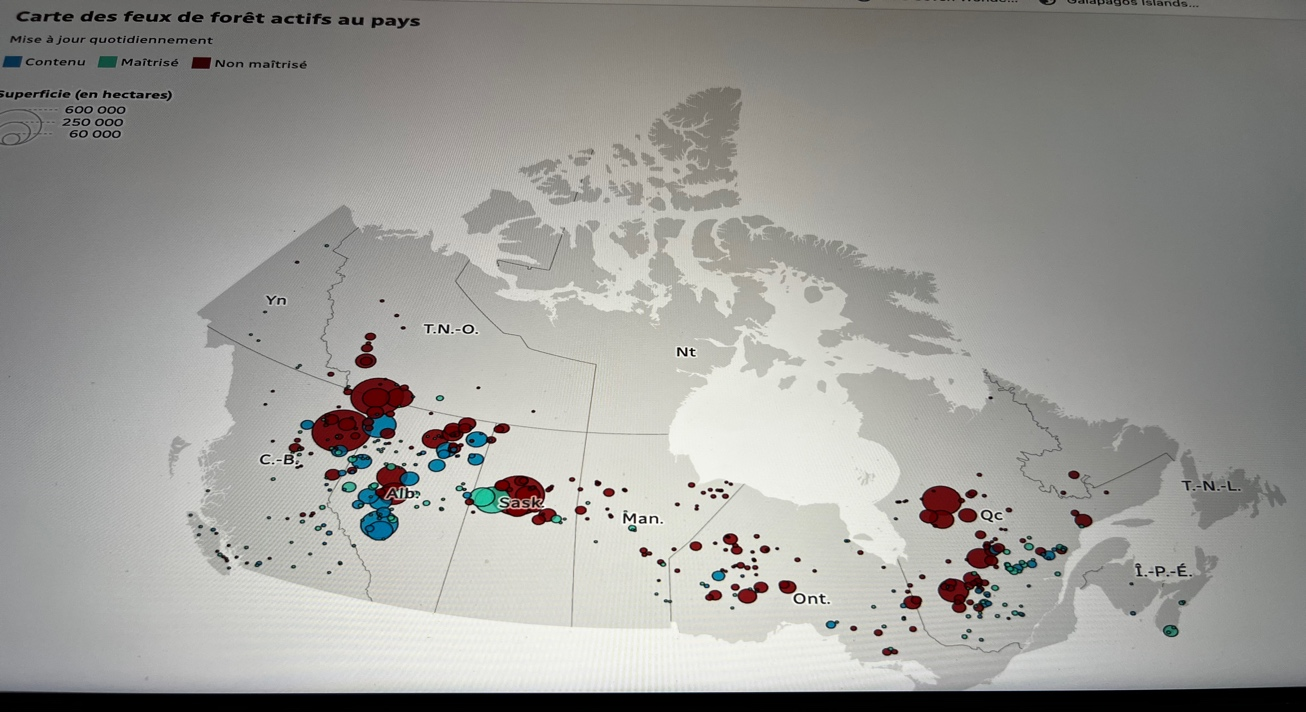 Galapagos Islands...
Carte des feux de forêt actifs au pays
Mise à jour quotidiennement
Contenu Maîtrisé Non maîtrisé
Superficie (en hectares)
600 000
250 000
60 000
Yn
T.N.-O.
Nt
C.-B.
Alb.
Sask.
Man.
Ont.
Qc
T.-N.-L.
Î.-P.-É.